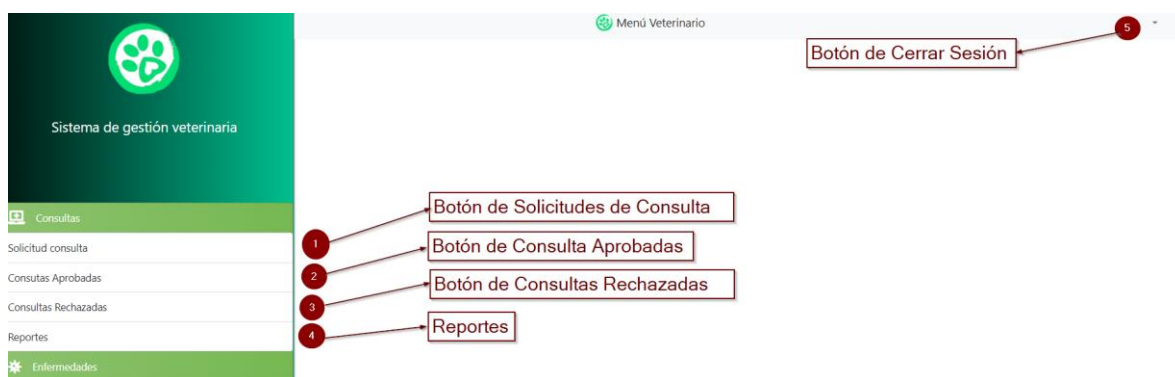 Menú Veterinario
5
Botón de Cerrar Sesión
Sistema de gestión veterinaria
Consultas
Solicitud consulta
1
Botón de Solicitudes de Consulta
Consutas Aprobadas
2
Botón de Consulta Aprobadas
Consultas Rechazadas
3
Botón de Consultas Rechazadas
Reportes
4
Reportes
Enfermedades